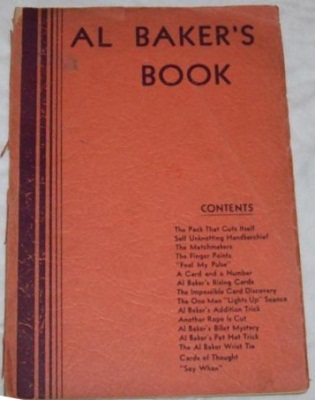 AL BAKER'S
BOOK
CONTENTS
The Pack That Cuts Itself
Self Unknotting Handkerchief
The Matchmakers
The Finger Points
"Feel My Pulse"
A Card and a Number
Al Baker's Rising Cards
The Impossible Card Discovery
The One Man "Lights Up" Seance
Al Baker's Addition Trick
Another Rope is Cut
Al Baker's Billet Mystery
Al Baker's Pet Hat Trick
The Al Baker Wrist Tie
Cards of Thought
"Say When"